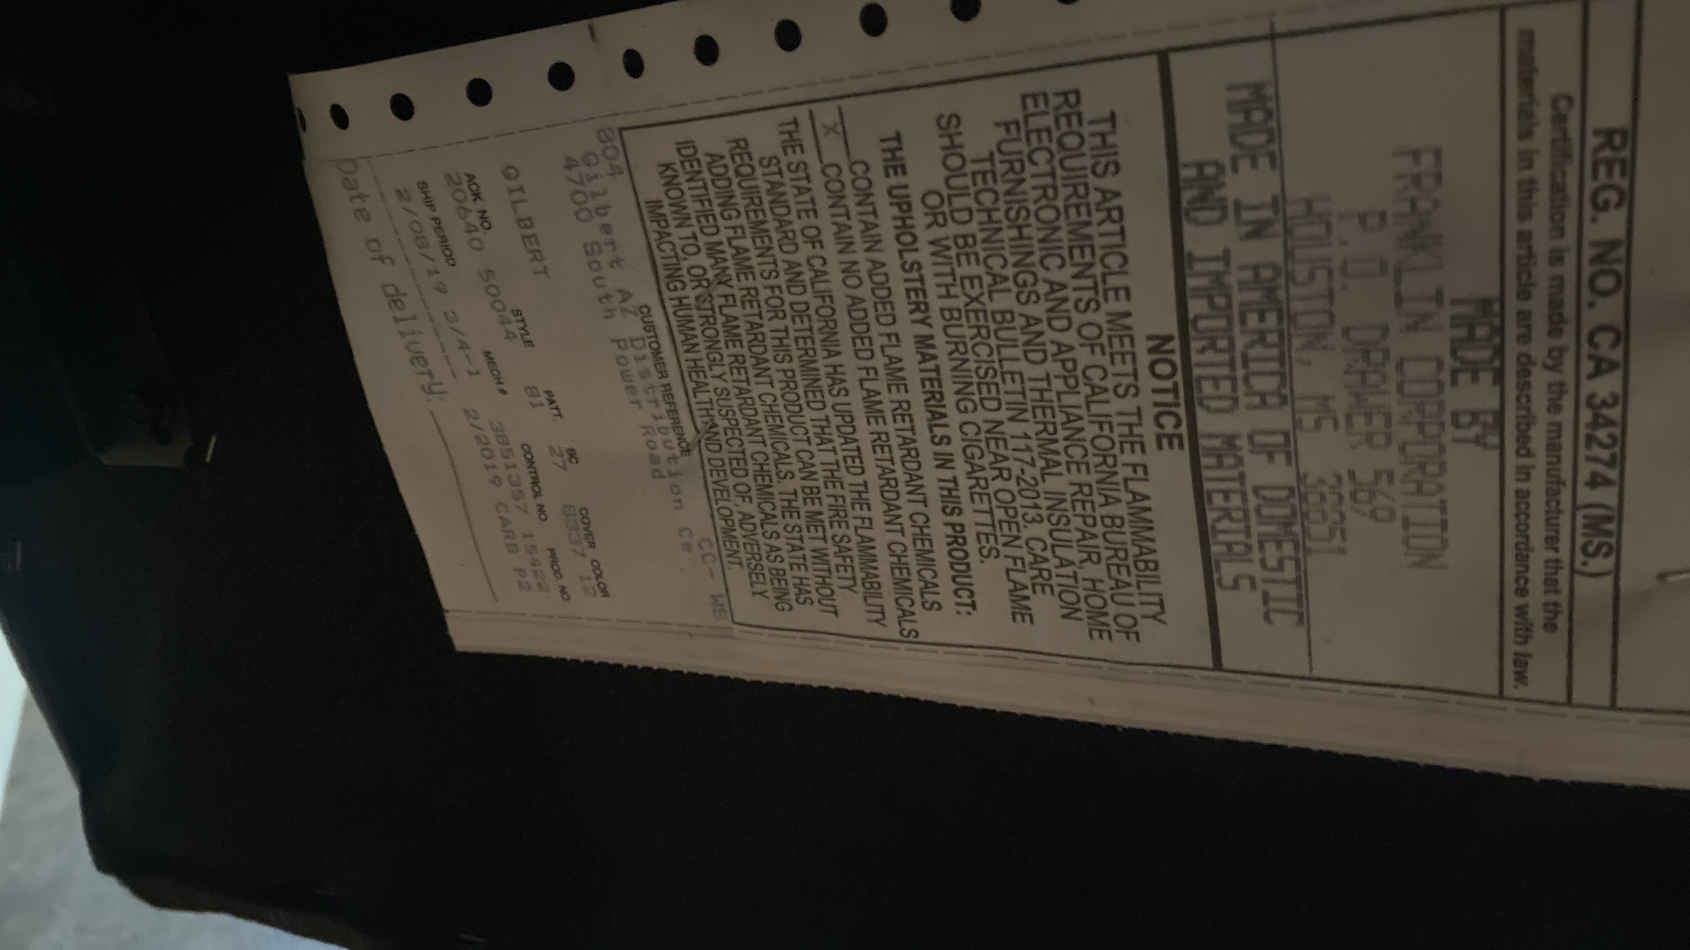 REG. NO. CA 34274 (MS.)
Certification is made by the manufacturer that the
materials in this article are described in accordance with law.
MADE BY
FRANKLIN CORPORATION
P.O. DRAWER 569
HOUSTON, MS 38851
MADE IN AMERICA OF DOMESTIC
AND IMPORTED MATERIALS
NOTICE
THIS ARTICLE MEETS THE FLAMMABILITY
REQUIREMENTS OF CALIFORNIA BUREAU OF
ELECTRONIC AND APPLIANCE REPAIR, HOME
FURNISHINGS AND THERMAL INSULATION
TECHNICAL BULLETIN 117-2013. CARE
SHOULD BE EXERCISED NEAR OPEN FLAME
OR WITH BURNING CIGARETTES.
THE UPHOLSTERY MATERIALS IN THIS PRODUCT:
___CONTAIN ADDED FLAME RETARDANT CHEMICALS
_X_CONTAIN NO ADDED FLAME RETARDANT CHEMICALS
THE STATE OF CALIFORNIA HAS UPDATED THE FLAMMABILITY
STANDARD AND DETERMINED THAT THE FIRE SAFETY
REQUIREMENTS FOR THIS PRODUCT CAN BE MET WITHOUT
ADDING FLAME RETARDANT CHEMICALS. THE STATE HAS
IDENTIFIED MANY FLAME RETARDANT CHEMICALS AS BEING
KNOWN TO, OR STRONGLY SUSPECTED OF, ADVERSELY
IMPACTING HUMAN HEALTH AND DEVELOPMENT.
CUSTOMER REFERENCE
804 CC-
Gilbert AZ Distribution Ce
4700 South Power Road
COVER COLOR
STYLE PATT. SC
GILBERT 81 27 12
ACK. NO. MECH# CONTROL NO. PROD. NO
20640 50044 3851357
SHIP PERIOD
2/08/19 3/4-1 2/2019 CARB P2
Date of delivery: